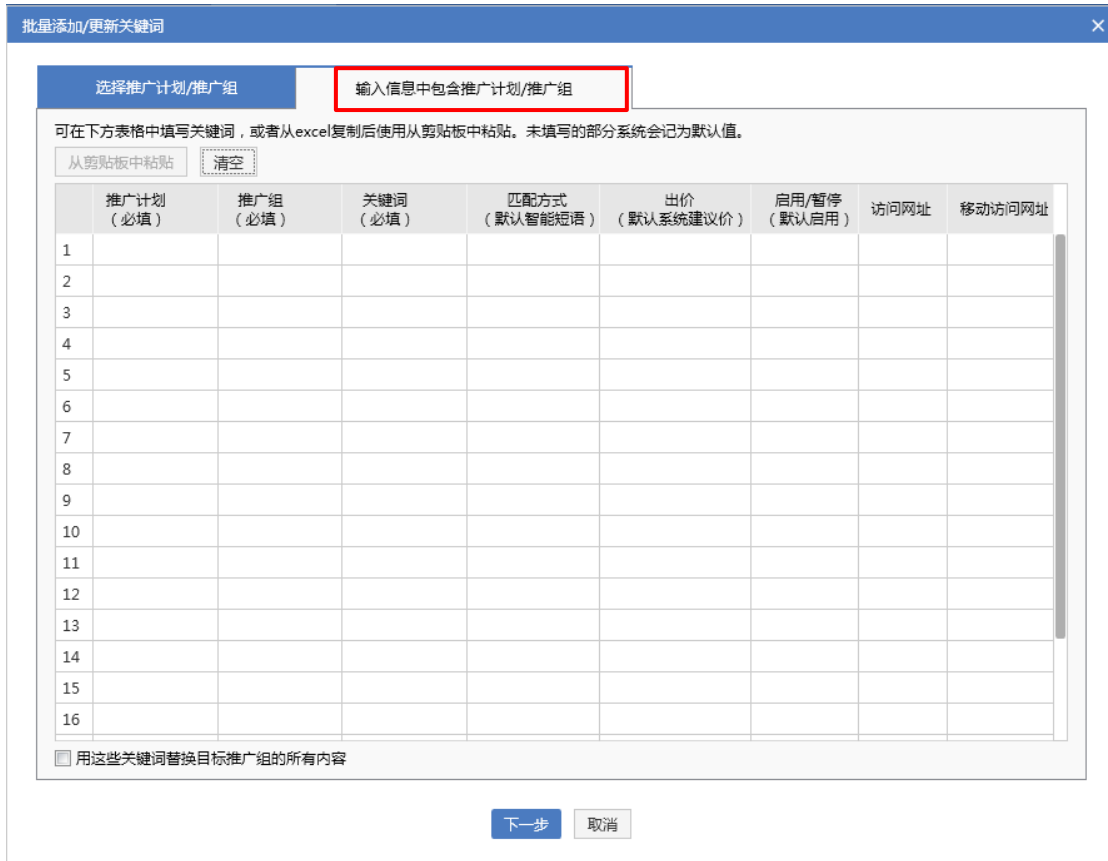 批量添加/更新关键词
选择推广计划/推广组
输入信息中包含推广计划/推广组
可在下方表格中填写关键词，或者从excel复制后使用从剪贴板中粘贴。未填写的部分系统会记为默认值。
从剪贴板中粘贴 清空
推广计划 推广组 关键词 匹配方式 出价 启用/暂停 访问网址 移动访问网址
（必填） （必填） （必填） （默认智能短语） （默认系统建议价） （默认启用）
1
2
3
4
5
6
7
8
9
10
11
12
13
14
15
16
用这些关键词替换目标推广组的所有内容
下一步 取消